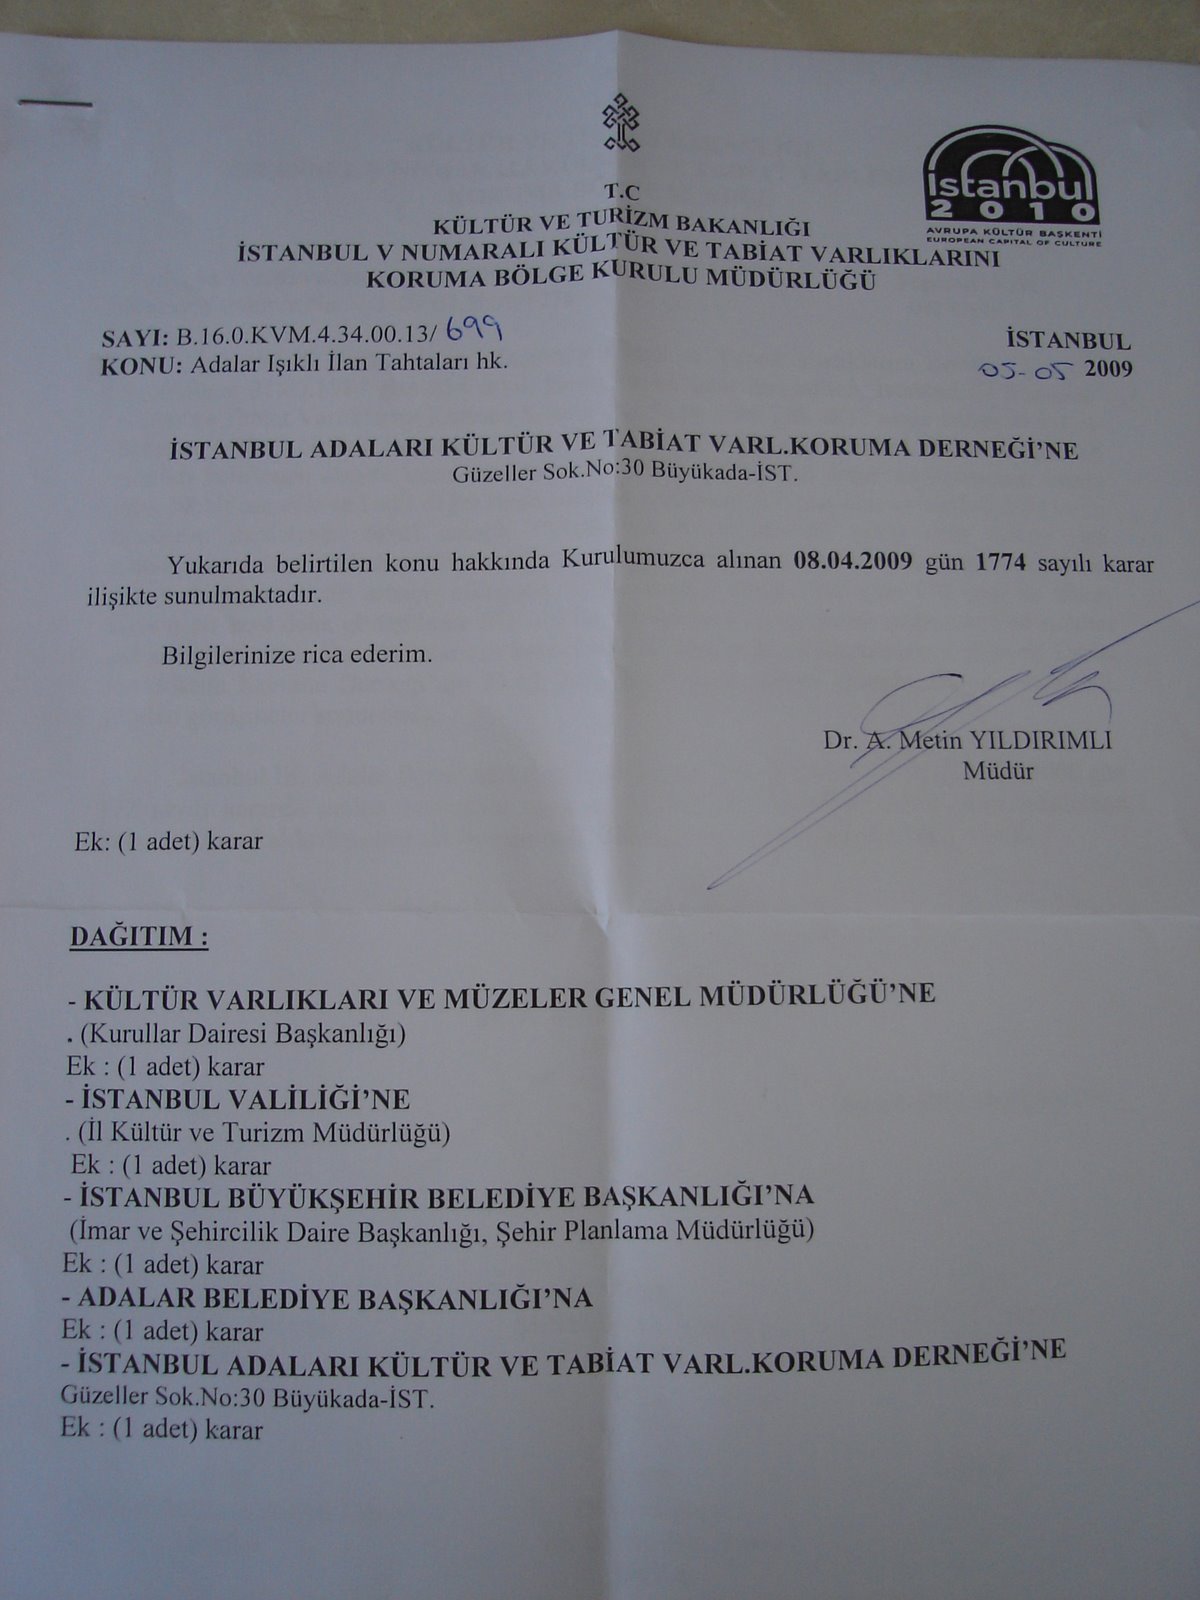 istanbul
2010
AVRUPA KÜLTÜR BAŞKENTİ
EUROPEAN CAPITAL OF CULTURE
T.C
KÜLTÜR VE TURİZM BAKANLIĞI
İSTANBUL V NUMARALI KÜLTÜR VE TABİAT VARLIKLARINI
KORUMA BÖLGE KURULU MÜDÜRLÜĞÜ
SAYI: B.16.0.KVM.4.34.00.13/ 699
İSTANBUL
KONU: Adalar Işıklı İlan Tahtaları hk.
05-05 2009
İSTANBUL ADALARI KÜLTÜR VE TABİAT VARL.KORUMA DERNEĞİ'NE
Güzeller Sok.No:30 Büyükada-İST.
Yukarıda belirtilen konu hakkında Kurulumuzca alınan 08.04.2009 gün 1774 sayılı karar
ilişikte sunulmaktadır.
Bilgilerinize rica ederim.
Dr. A. Metin YILDIRIMLI
Müdür
Ek: (1 adet) karar
DAĞITIM :
- KÜLTÜR VARLIKLARI VE MÜZELER GENEL MÜDÜRLÜĞÜ'NE
. (Kurullar Dairesi Başkanlığı)
Ek : (1 adet) karar
- İSTANBUL VALİLİĞİ'NE
. (İl Kültür ve Turizm Müdürlüğü)
Ek : (1 adet) karar
- İSTANBUL BÜYÜKŞEHİR BELEDİYE BAŞKANLIĞI'NA
(İmar ve Şehircilik Daire Başkanlığı, Şehir Planlama Müdürlüğü)
Ek : (1 adet) karar
- ADALAR BELEDİYE BAŞKANLIĞI'NA
Ek : (1 adet) karar
- İSTANBUL ADALARI KÜLTÜR VE TABİAT VARL.KORUMA DERNEĞİ'NE
Güzeller Sok.No:30 Büyükada-İST.
Ek : (1 adet) karar